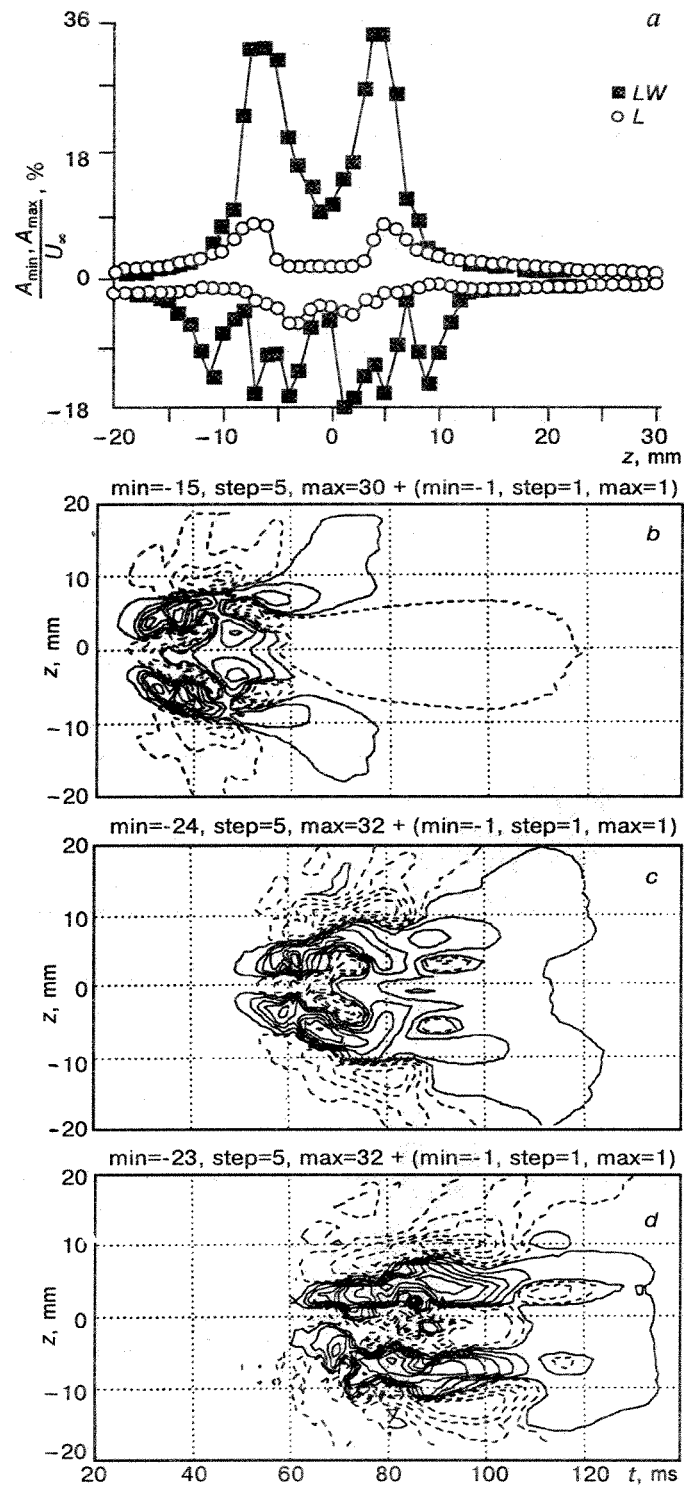 36
a
■ LW
○ L
18
A_min, A_max / U_∞, %
0
−18
−20 −10 0 10 20 30
z, mm
min=-15, step=5, max=30 + (min=-1, step=1, max=1)
20
b
10
z, mm
0
−10
−20
min=-24, step=5, max=32 + (min=-1, step=1, max=1)
20
c
10
z, mm
0
−10
−20
min=-23, step=5, max=32 + (min=-1, step=1, max=1)
20
d
10
z, mm
0
−10
−20
20 40 60 80 100 120 t, ms